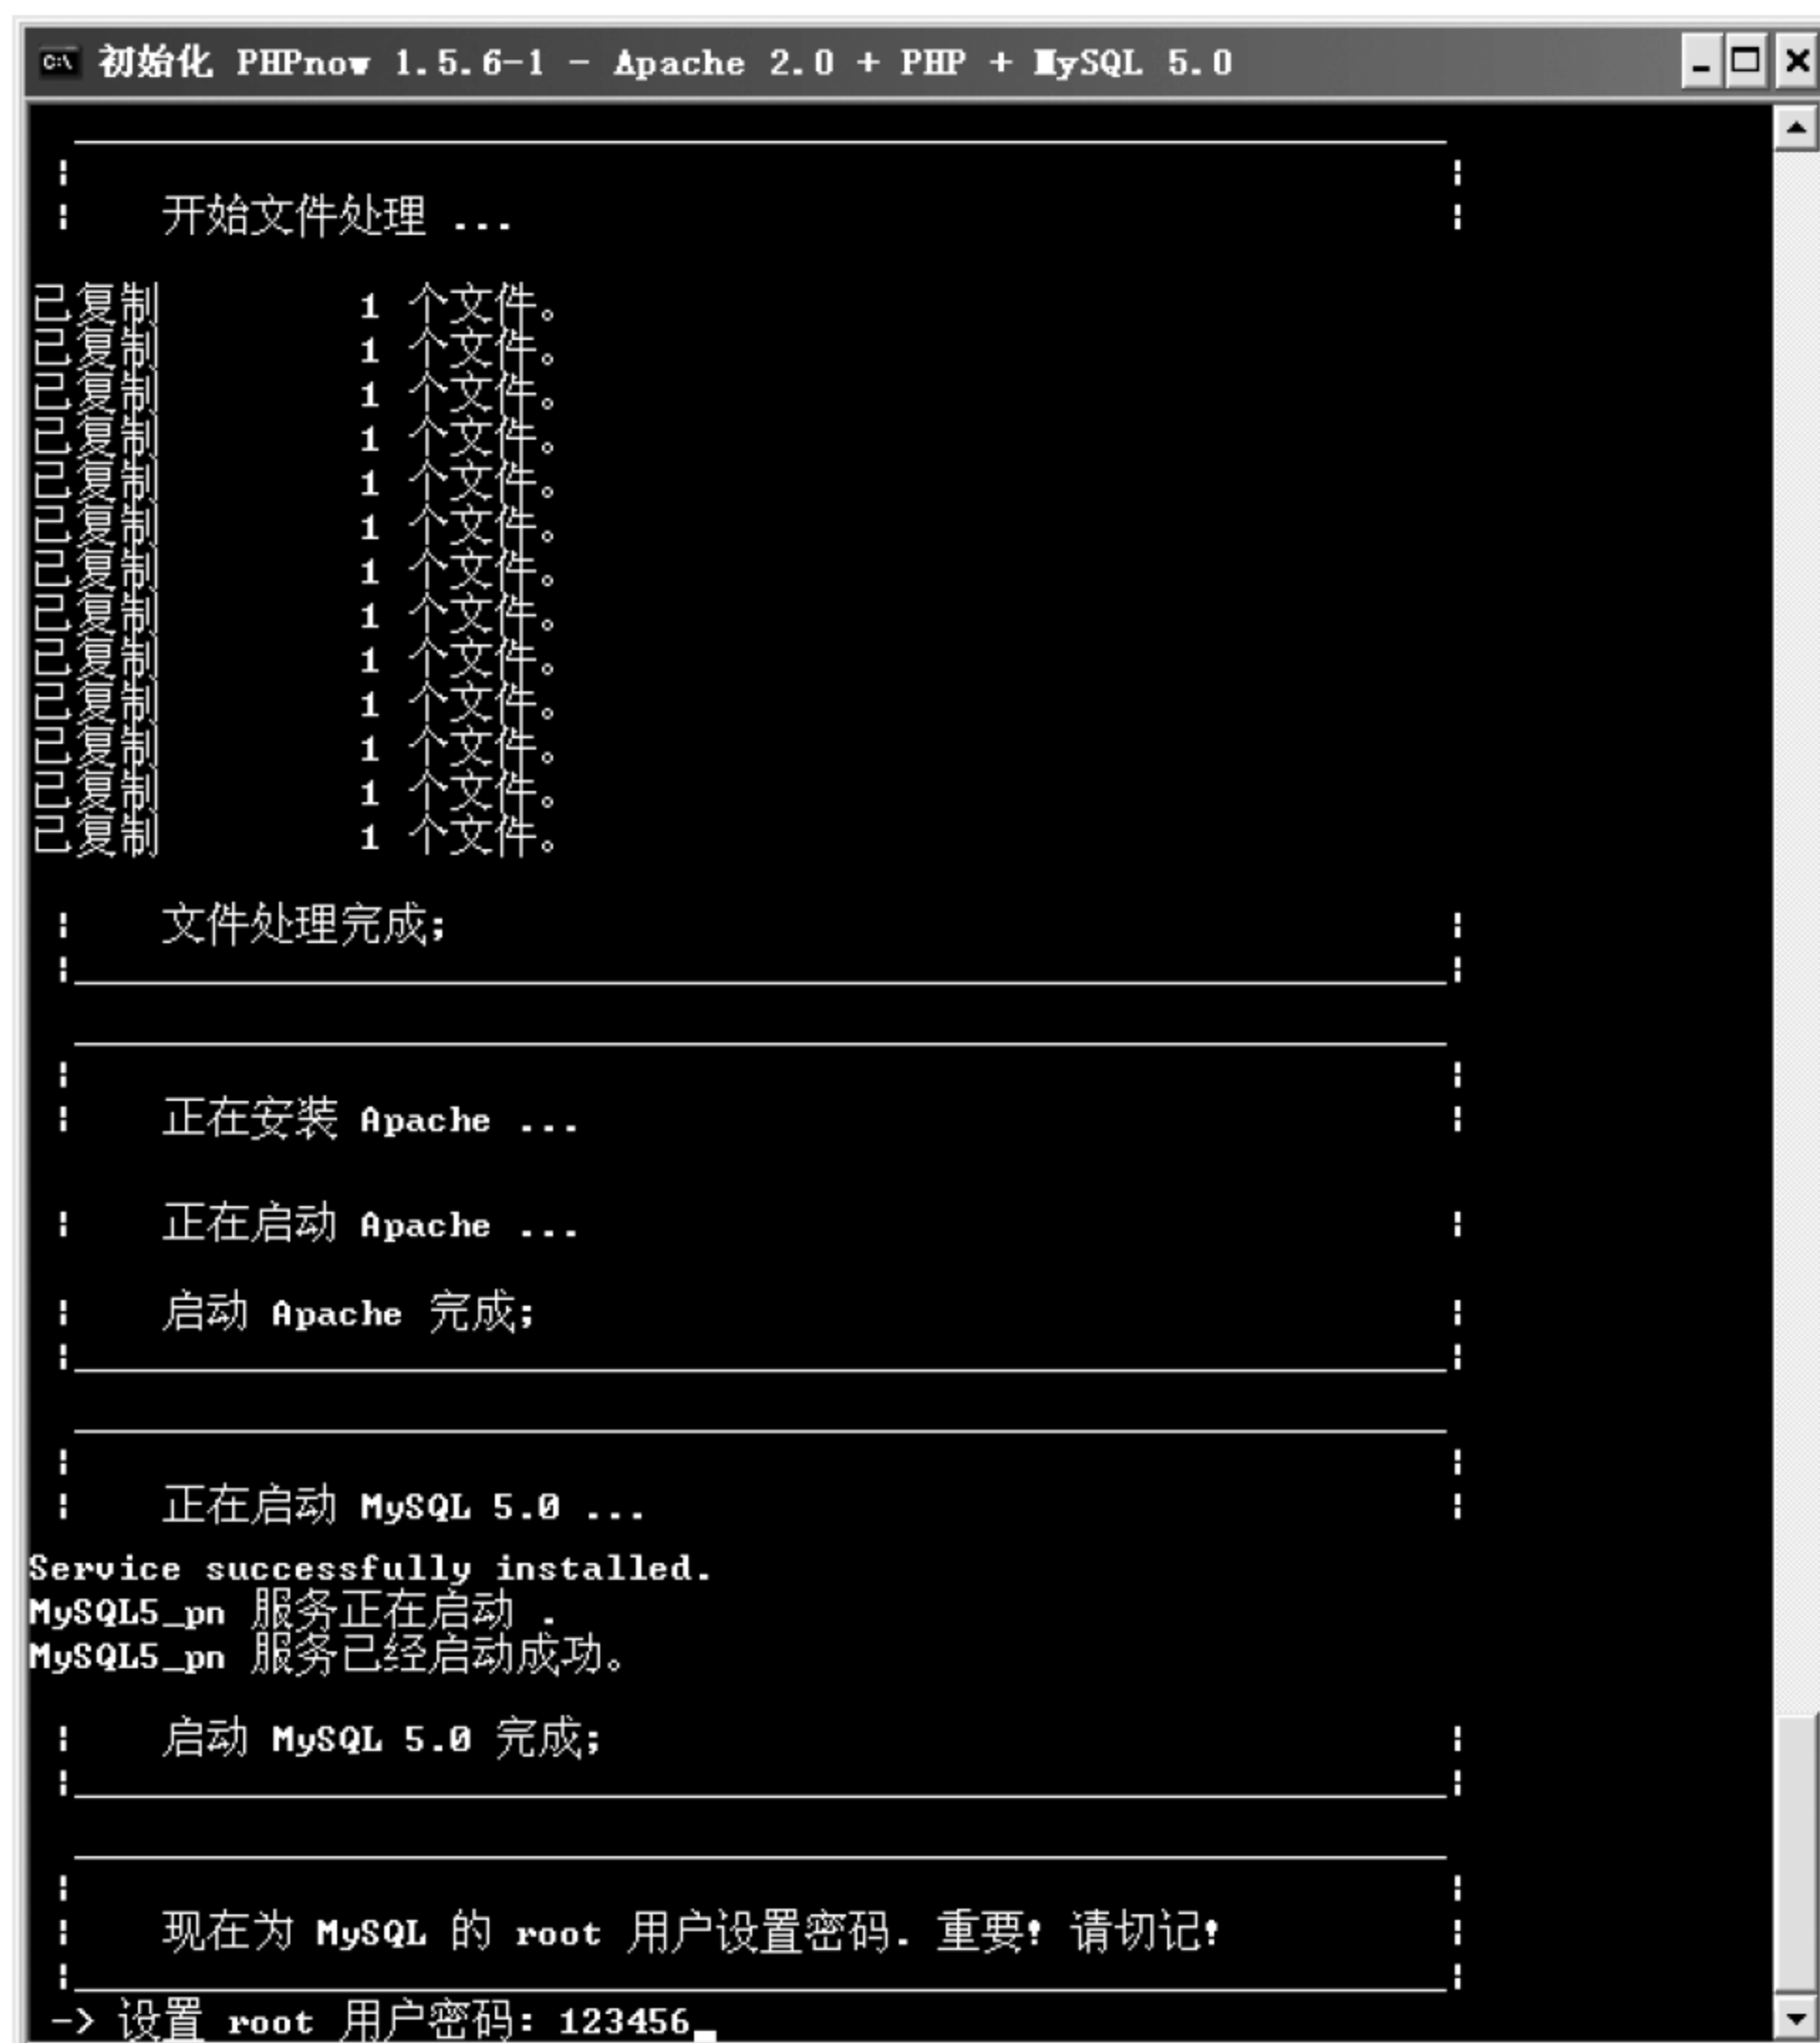 初始化 PHPnow 1.5.6-1 - Apache 2.0 + PHP + MySQL 5.0
开始文件处理 ...
已复制         1 个文件。
已复制         1 个文件。
已复制         1 个文件。
已复制         1 个文件。
已复制         1 个文件。
已复制         1 个文件。
已复制         1 个文件。
已复制         1 个文件。
已复制         1 个文件。
已复制         1 个文件。
已复制         1 个文件。
已复制         1 个文件。
已复制         1 个文件。
文件处理完成;
正在安装 Apache ...
正在启动 Apache ...
启动 Apache 完成;
正在启动 MySQL 5.0 ...
Service successfully installed.
MySQL5_pn 服务正在启动 .
MySQL5_pn 服务已经启动成功。
启动 MySQL 5.0 完成;
现在为 MySQL 的 root 用户设置密码. 重要! 请切记!
-> 设置 root 用户密码: 123456_